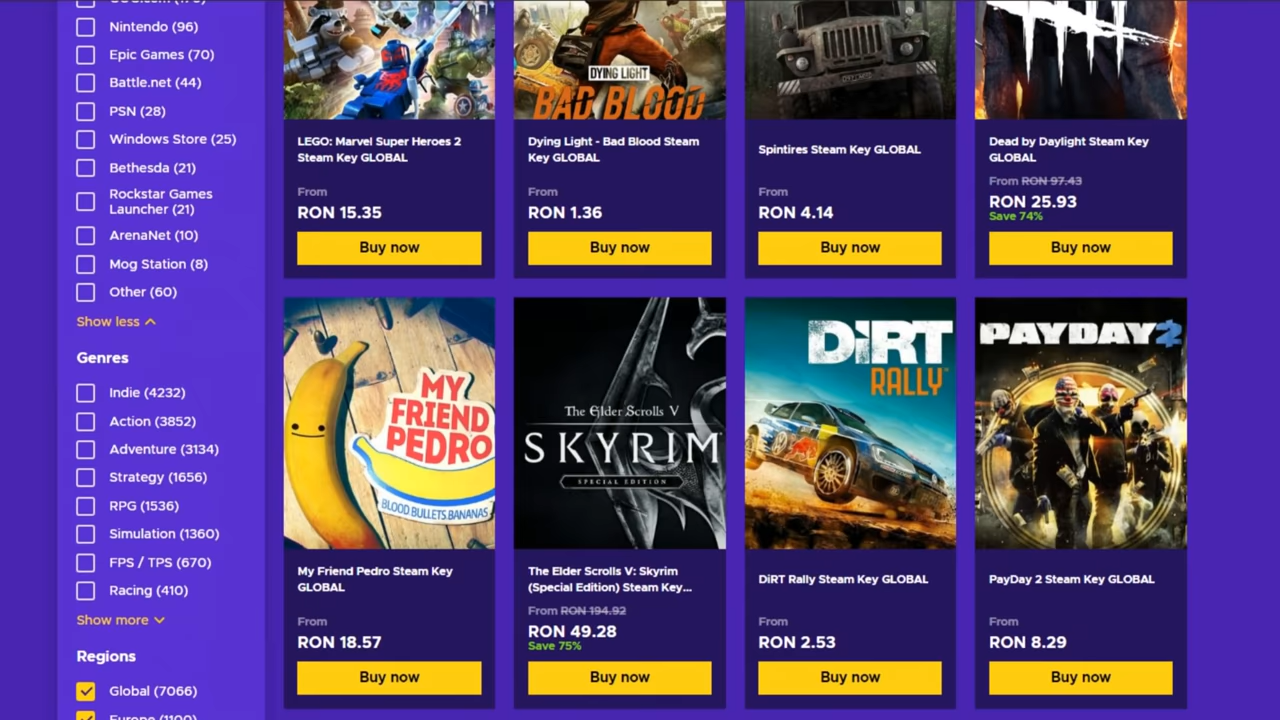 Nintendo (96)
Epic Games (70)
Battle.net (44)
PSN (28)
Windows Store (25)
Bethesda (21)
Rockstar Games
Launcher (21)
ArenaNet (10)
Mog Station (8)
Other (60)
Show less
Genres
Indie (4232)
Action (3852)
Adventure (3134)
Strategy (1656)
RPG (1536)
Simulation (1360)
FPS / TPS (670)
Racing (410)
Show more
Regions
Global (7066)
Europe (1100)
LEGO: Marvel Super Heroes 2
Steam Key GLOBAL
From
RON 15.35
Buy now
DYING LIGHT
BAD BLOOD
Dying Light - Bad Blood Steam
Key GLOBAL
From
RON 1.36
Buy now
Spintires Steam Key GLOBAL
From
RON 4.14
Buy now
Dead by Daylight Steam Key
GLOBAL
From RON 97.43
RON 25.93
Save 74%
Buy now
MY
FRIEND
PEDRO
BLOOD BULLETS BANANAS
My Friend Pedro Steam Key
GLOBAL
From
RON 18.57
Buy now
The Elder Scrolls V
SKYRIM
SPECIAL EDITION
The Elder Scrolls V: Skyrim
(Special Edition) Steam Key...
From RON 194.92
RON 49.28
Save 75%
Buy now
DiRT
RALLY
DiRT Rally Steam Key GLOBAL
From
RON 2.53
Buy now
PAYDAY 2
PayDay 2 Steam Key GLOBAL
From
RON 8.29
Buy now